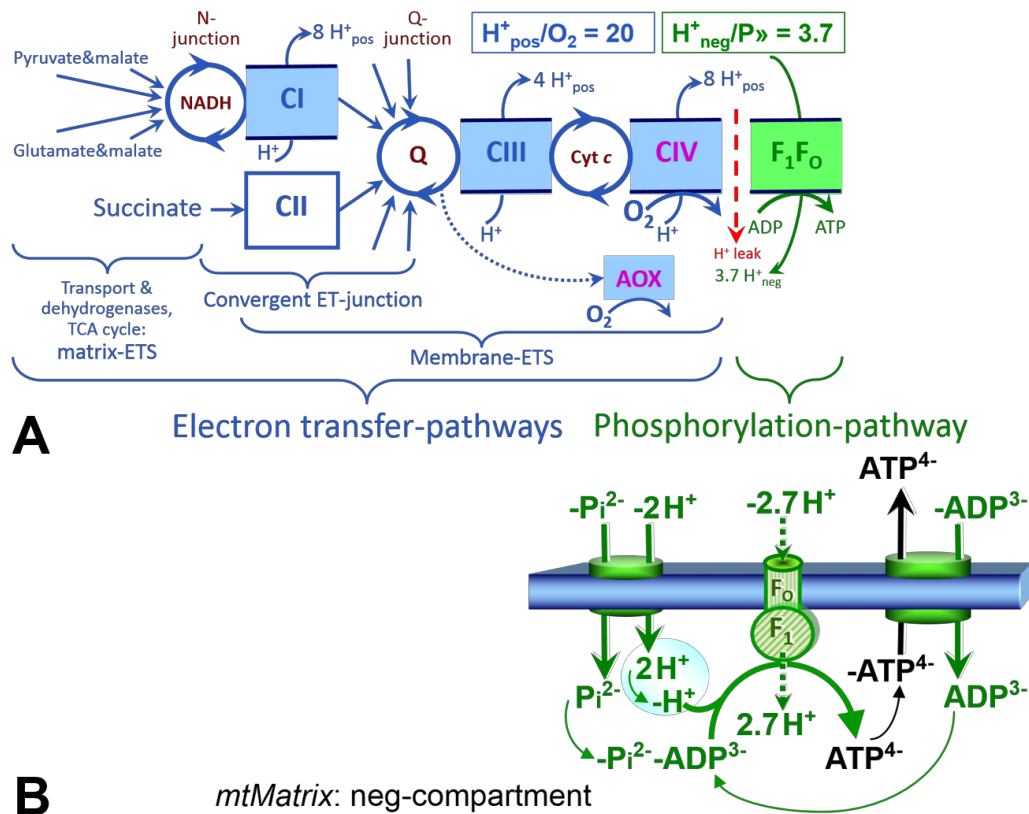 N-
junction
8 H⁺pos
Q-
junction
H⁺pos/O₂ = 20
H⁺neg/P» = 3.7
Pyruvate&malate
NADH
CI
4 H⁺pos
8 H⁺pos
Glutamate&malate
H⁺
Q
CIII
Cyt c
CIV
F₁FO
Succinate
CII
H⁺
O₂
H⁺
ADP
ATP
H⁺ leak
3.7 H⁺neg
AOX
O₂
Transport &
dehydrogenases,
TCA cycle:
matrix-ETS
Convergent ET-junction
Membrane-ETS
A
Electron transfer-pathways
Phosphorylation-pathway
ATP⁴⁻
-Pi²⁻
-2H⁺
-2.7H⁺
-ADP³⁻
FO
F₁
2H⁺
-H⁺
Pi²⁻
2.7H⁺
-ATP⁴⁻
ADP³⁻
-Pi²⁻-ADP³⁻
ATP⁴⁻
B
mtMatrix: neg-compartment